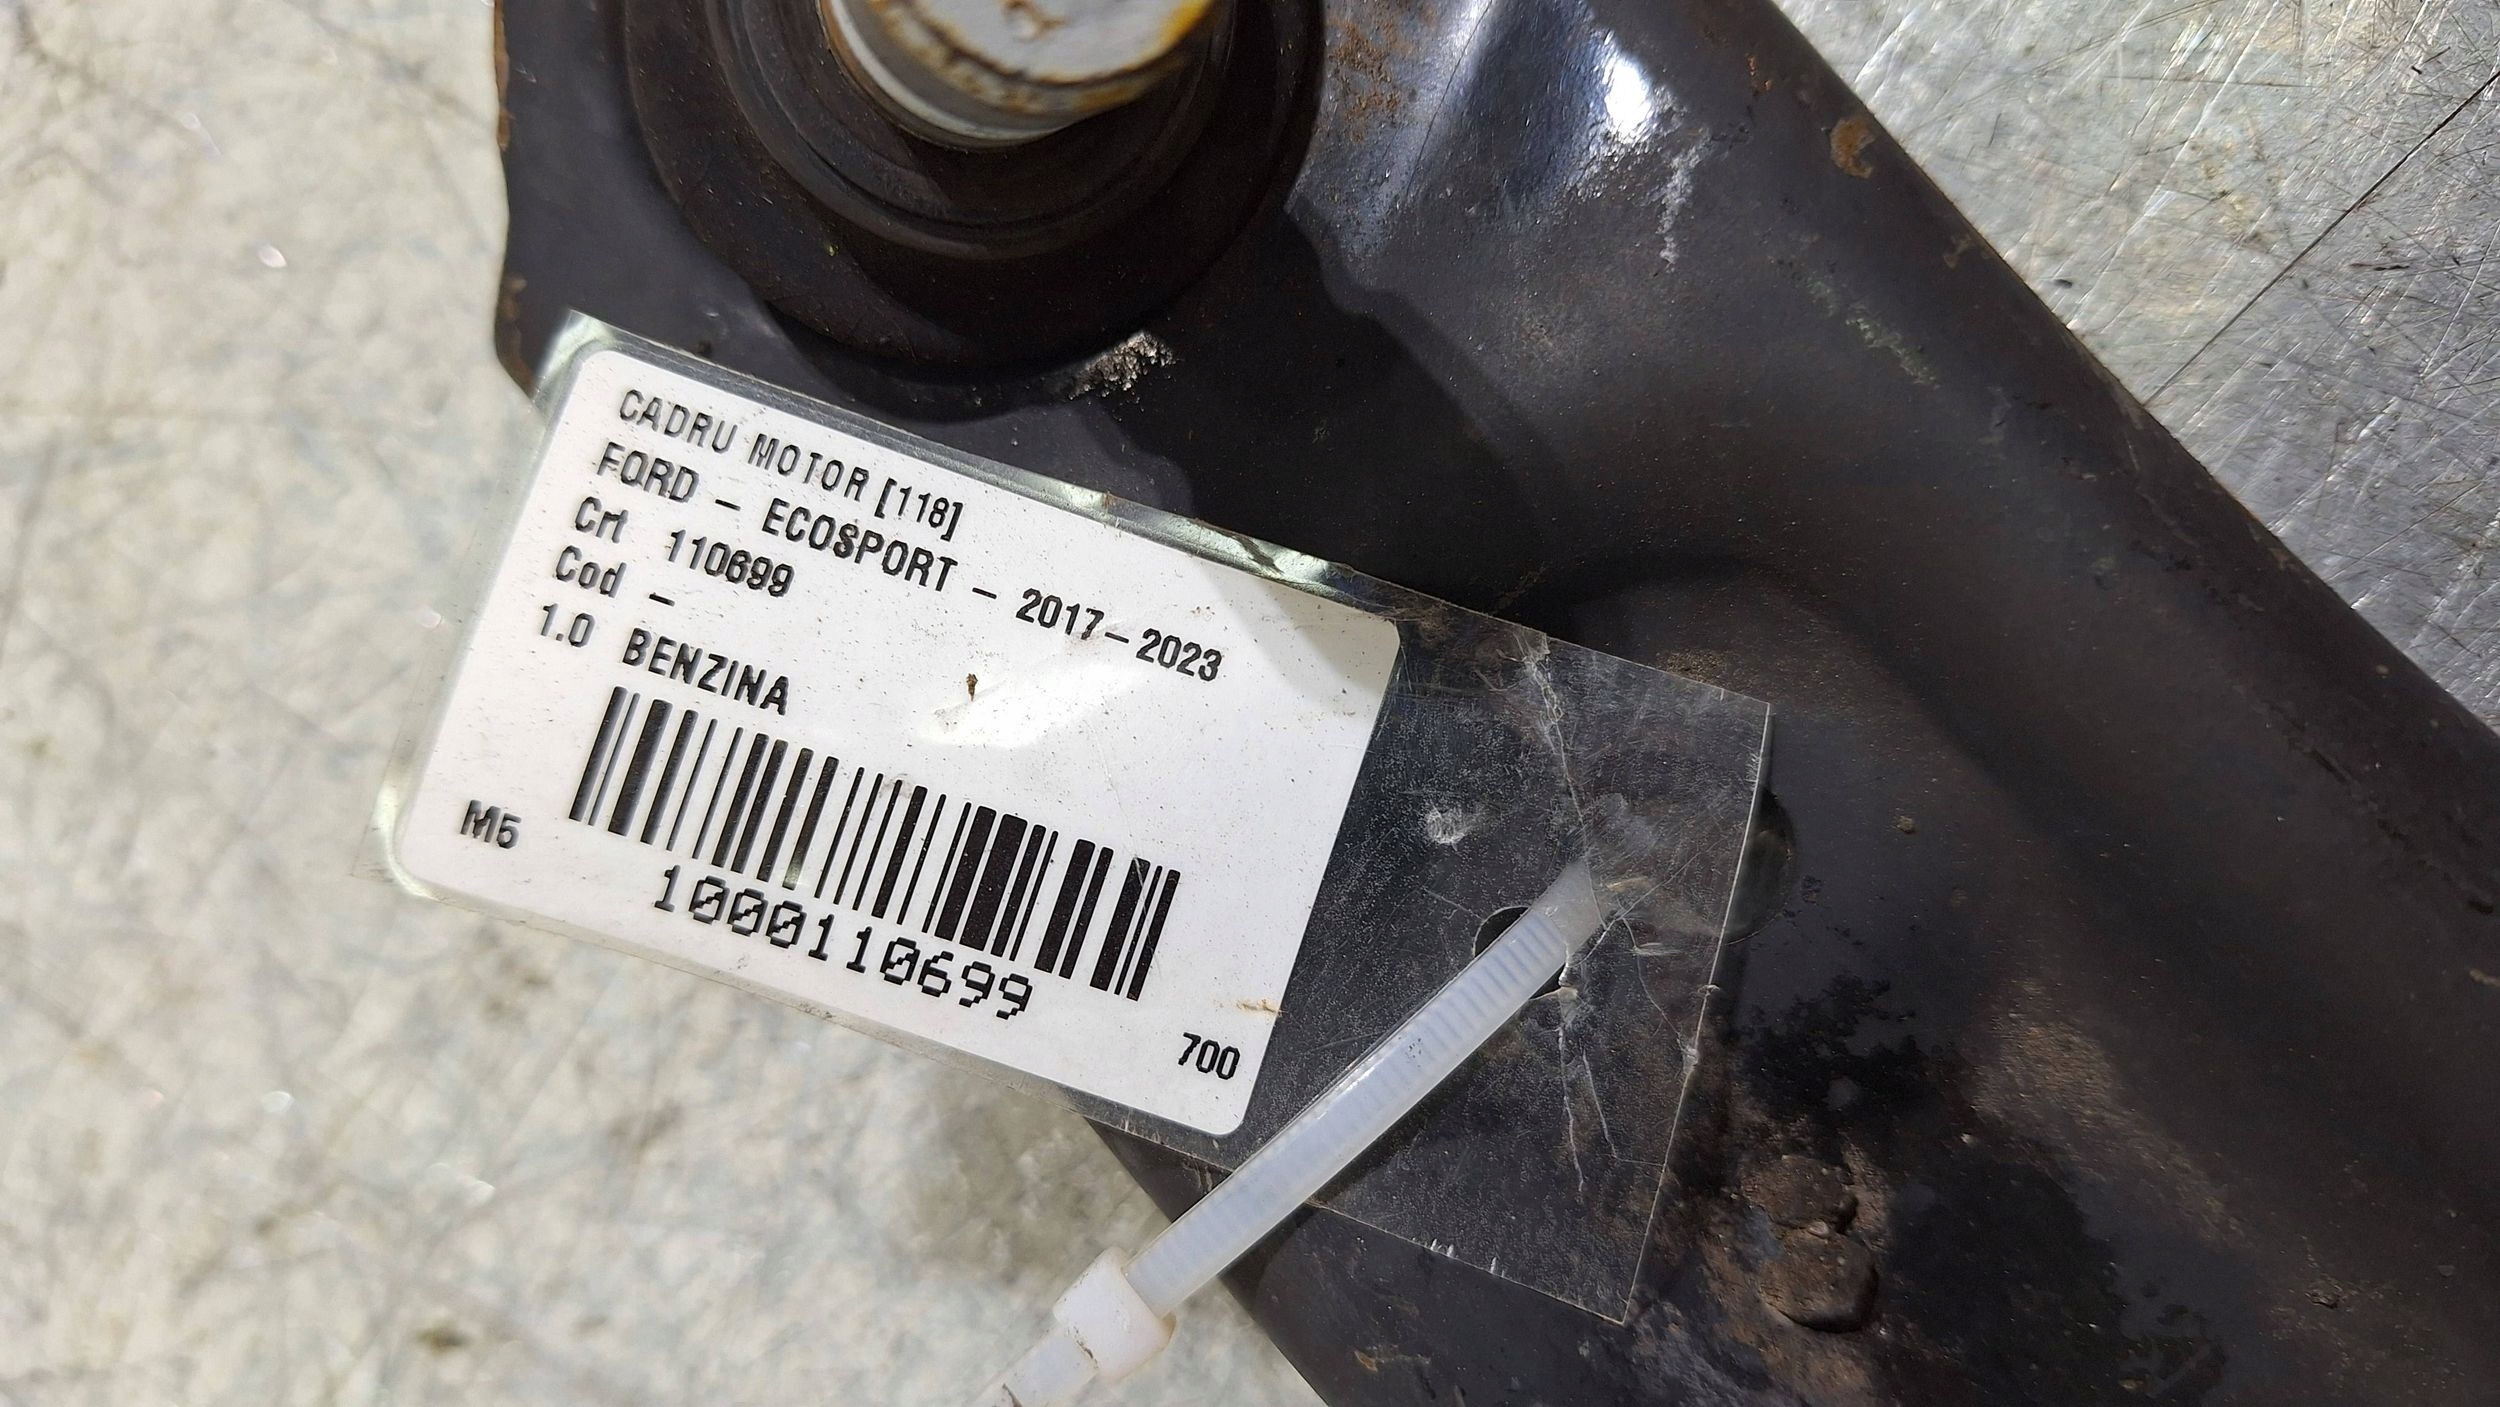 CADRU MOTOR [118]
FORD - ECOSPORT - 2017-2023
Crt 110699
Cod -
1.0 BENZINA
M5
1000110699
700